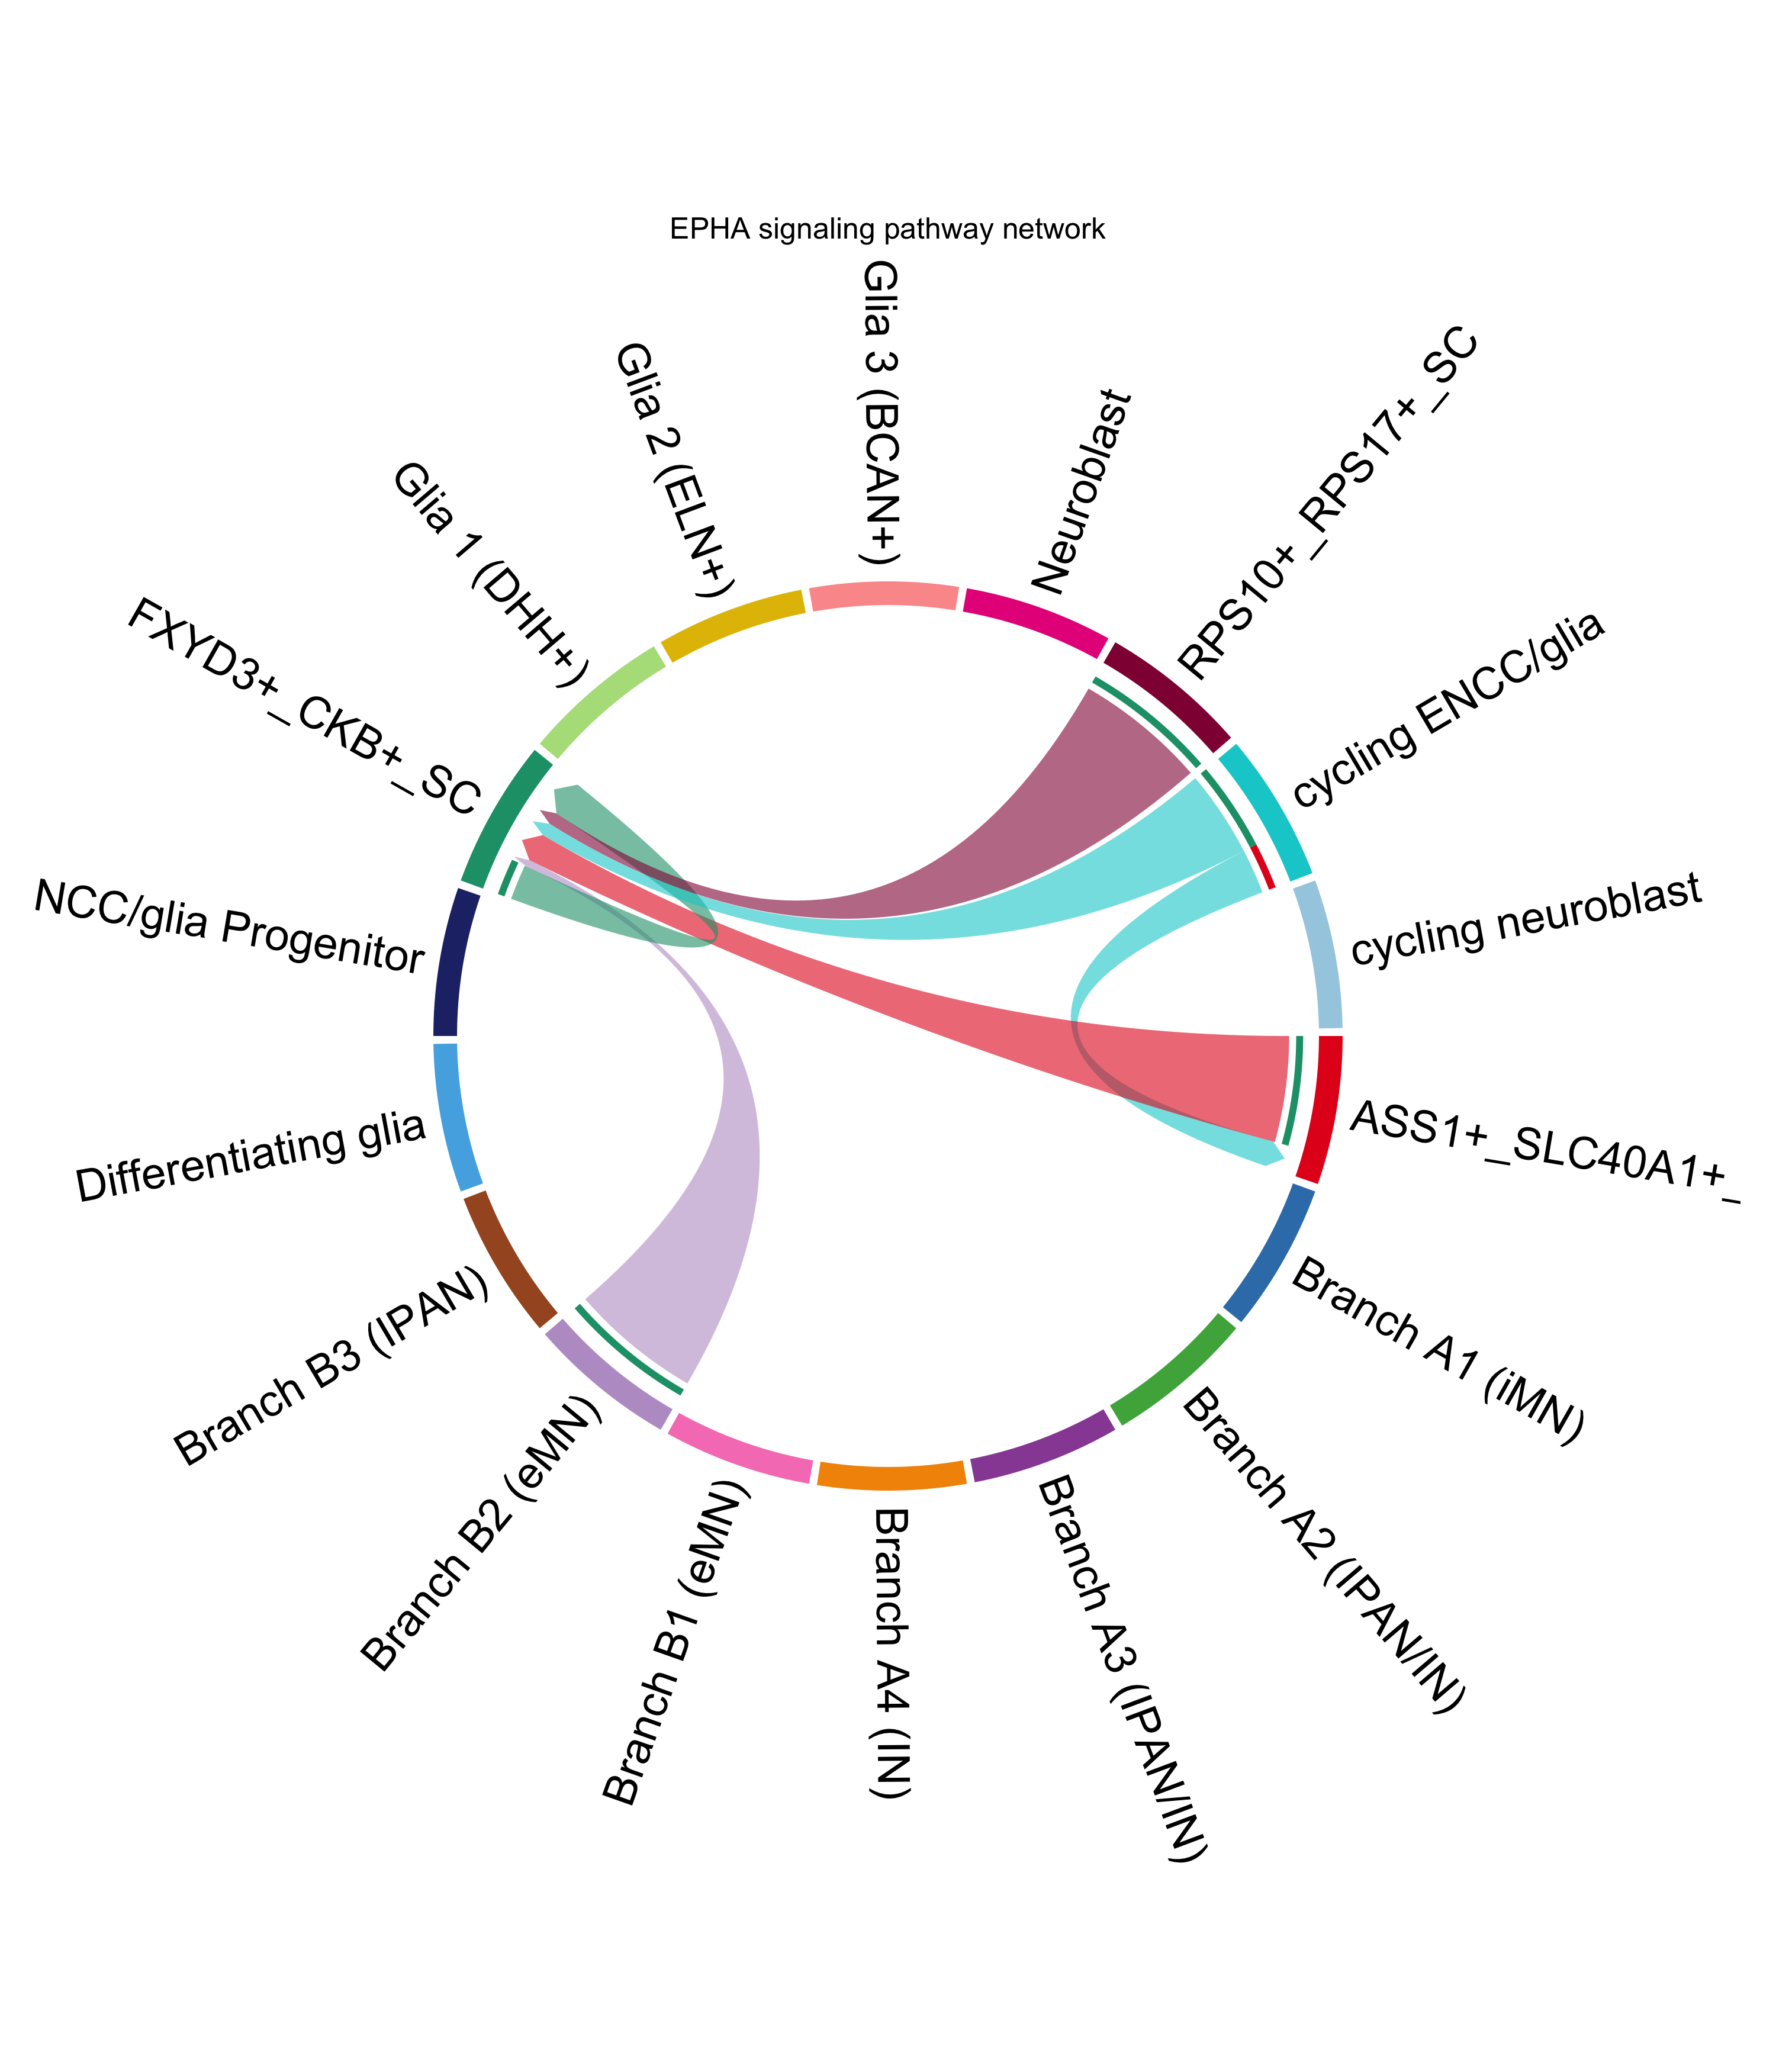 EPHA signaling pathway network
Glia 3 (BCAN+)
Neuroblast
RPS10+_RPS17+_SC
cycling ENCC/glia
cycling neuroblast
ASS1+_SLC40A1+_
Branch A1 (iMN)
Branch A2 (IPAN/IN)
Branch A3 (IPAN/IN)
Branch A4 (IN)
Branch B1 (eMN)
Branch B2 (eMN)
Branch B3 (IPAN)
Differentiating glia
NCC/glia Progenitor
FXYD3+_CKB+_SC
Glia 1 (DHH+)
Glia 2 (ELN+)